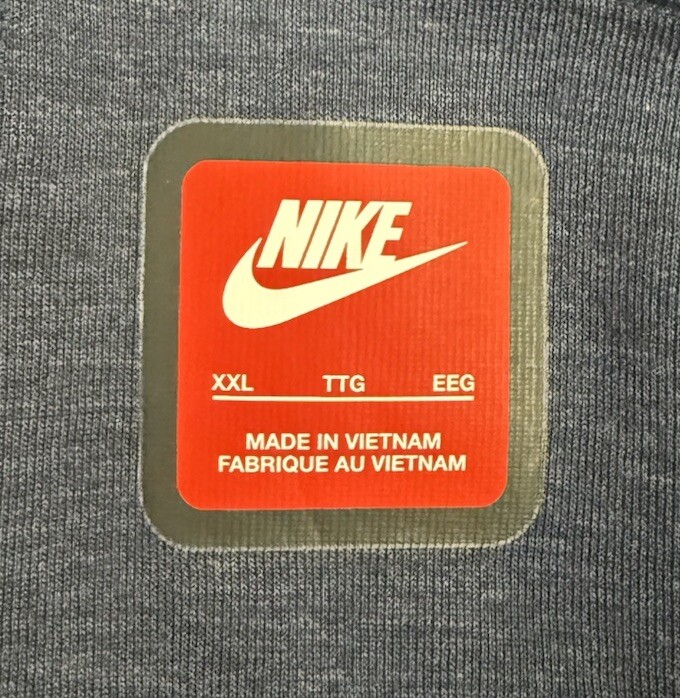 NIKE
XXL TTG EEG
MADE IN VIETNAM
FABRIQUE AU VIETNAM